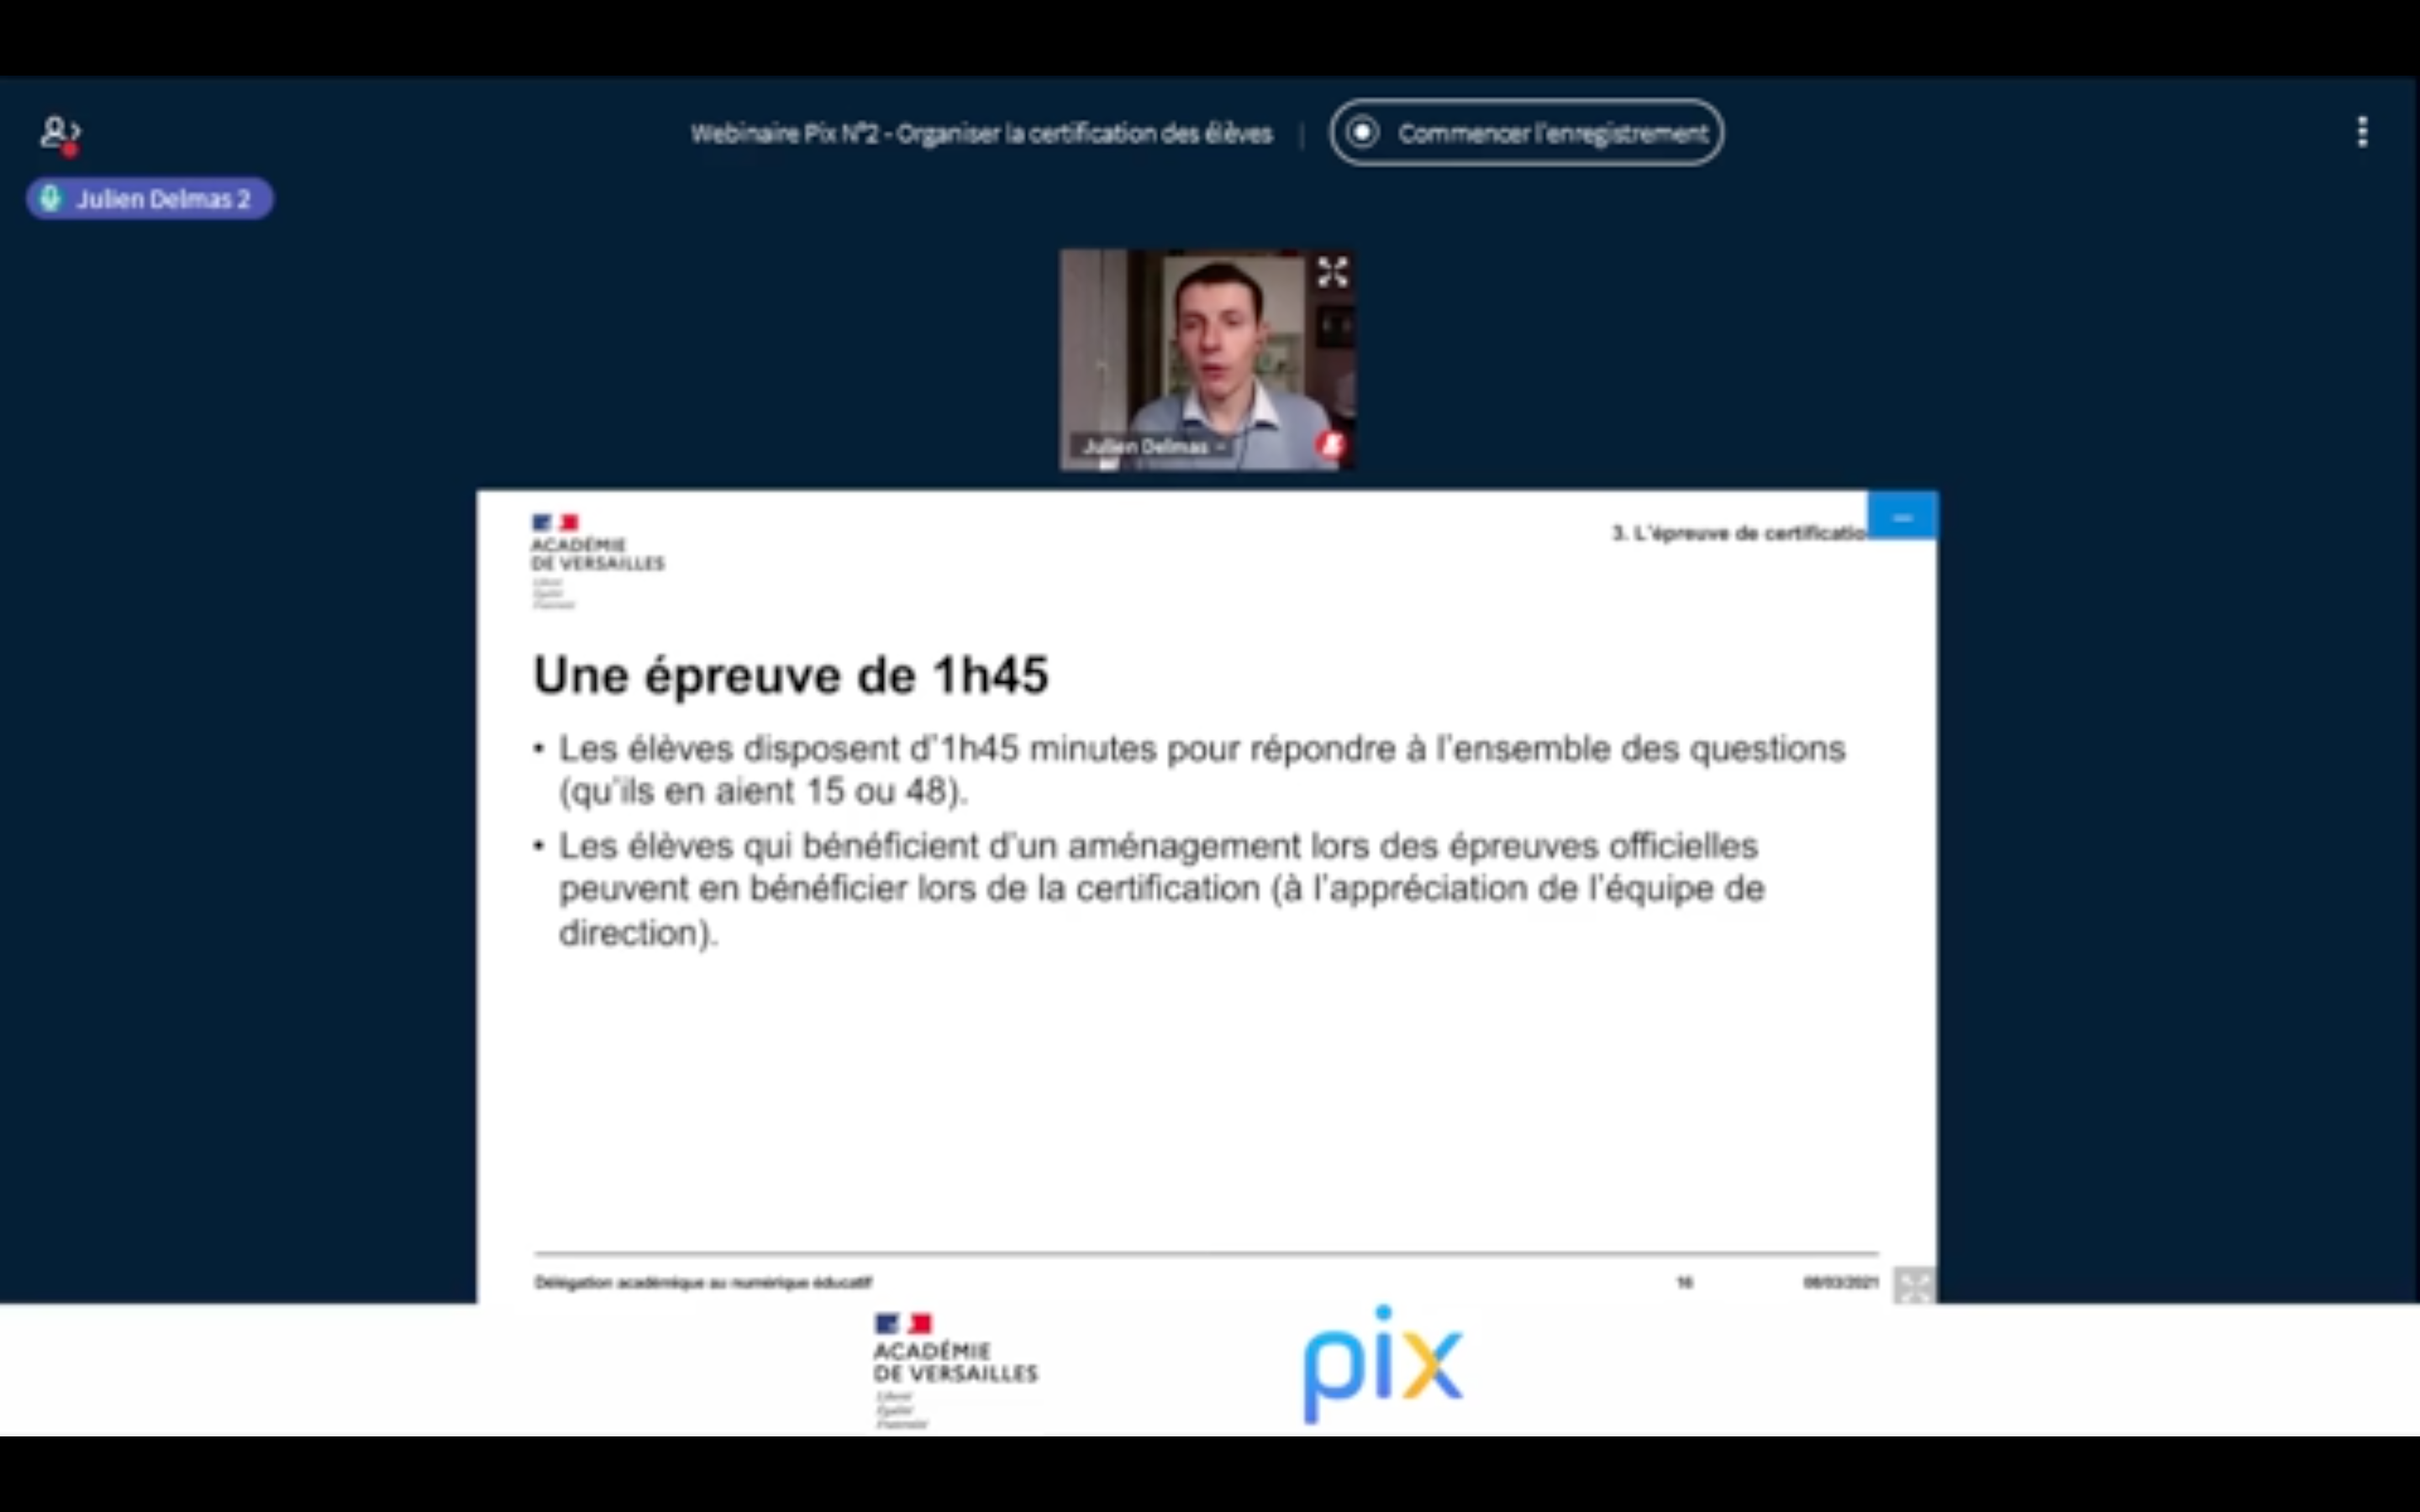 Webinaire Pix N°2 - Organiser la certification des élèves
Commencer l'enregistrement
Julien Delmas 2
Julien Delmas
ACADÉMIE
DE VERSAILLES
Liberté
Égalité
Fraternité
3. L'épreuve de certificatio
Une épreuve de 1h45
• Les élèves disposent d'1h45 minutes pour répondre à l'ensemble des questions
(qu'ils en aient 15 ou 48).
• Les élèves qui bénéficient d'un aménagement lors des épreuves officielles
peuvent en bénéficier lors de la certification (à l'appréciation de l'équipe de
direction).
Délégation académique au numérique éducatif
16
08/03/2021
ACADÉMIE
DE VERSAILLES
Liberté
Égalité
Fraternité
pix